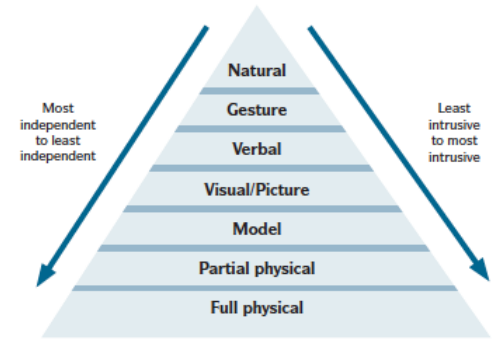 Natural
Gesture
Verbal
Visual/Picture
Model
Partial physical
Full physical
Most
independent
to least
independent
Least
intrusive
to most
intrusive